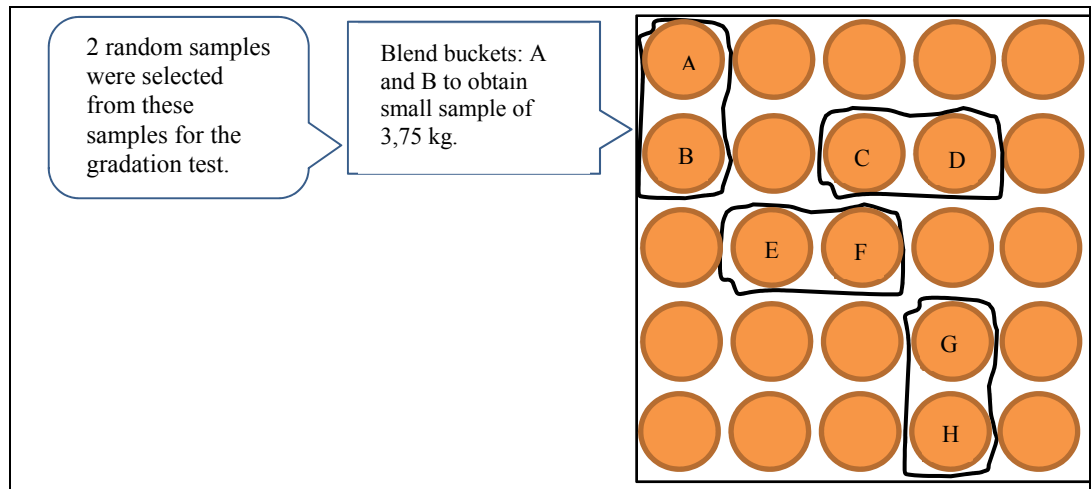 2 random samples
were selected
from these
samples for the
gradation test.
Blend buckets: A
and B to obtain
small sample of
3,75 kg.
A
B
C
D
E
F
G
H